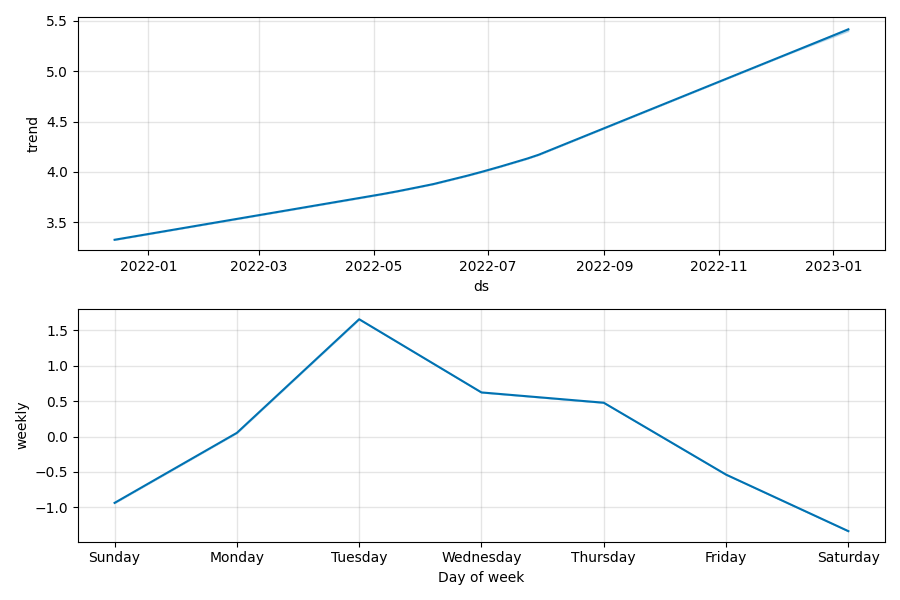 5.5
5.0
4.5
4.0
3.5
trend
2022-01 2022-03 2022-05 2022-07 2022-09 2022-11 2023-01
ds
1.5
1.0
0.5
0.0
−0.5
−1.0
weekly
Sunday Monday Tuesday Wednesday Thursday Friday Saturday
Day of week